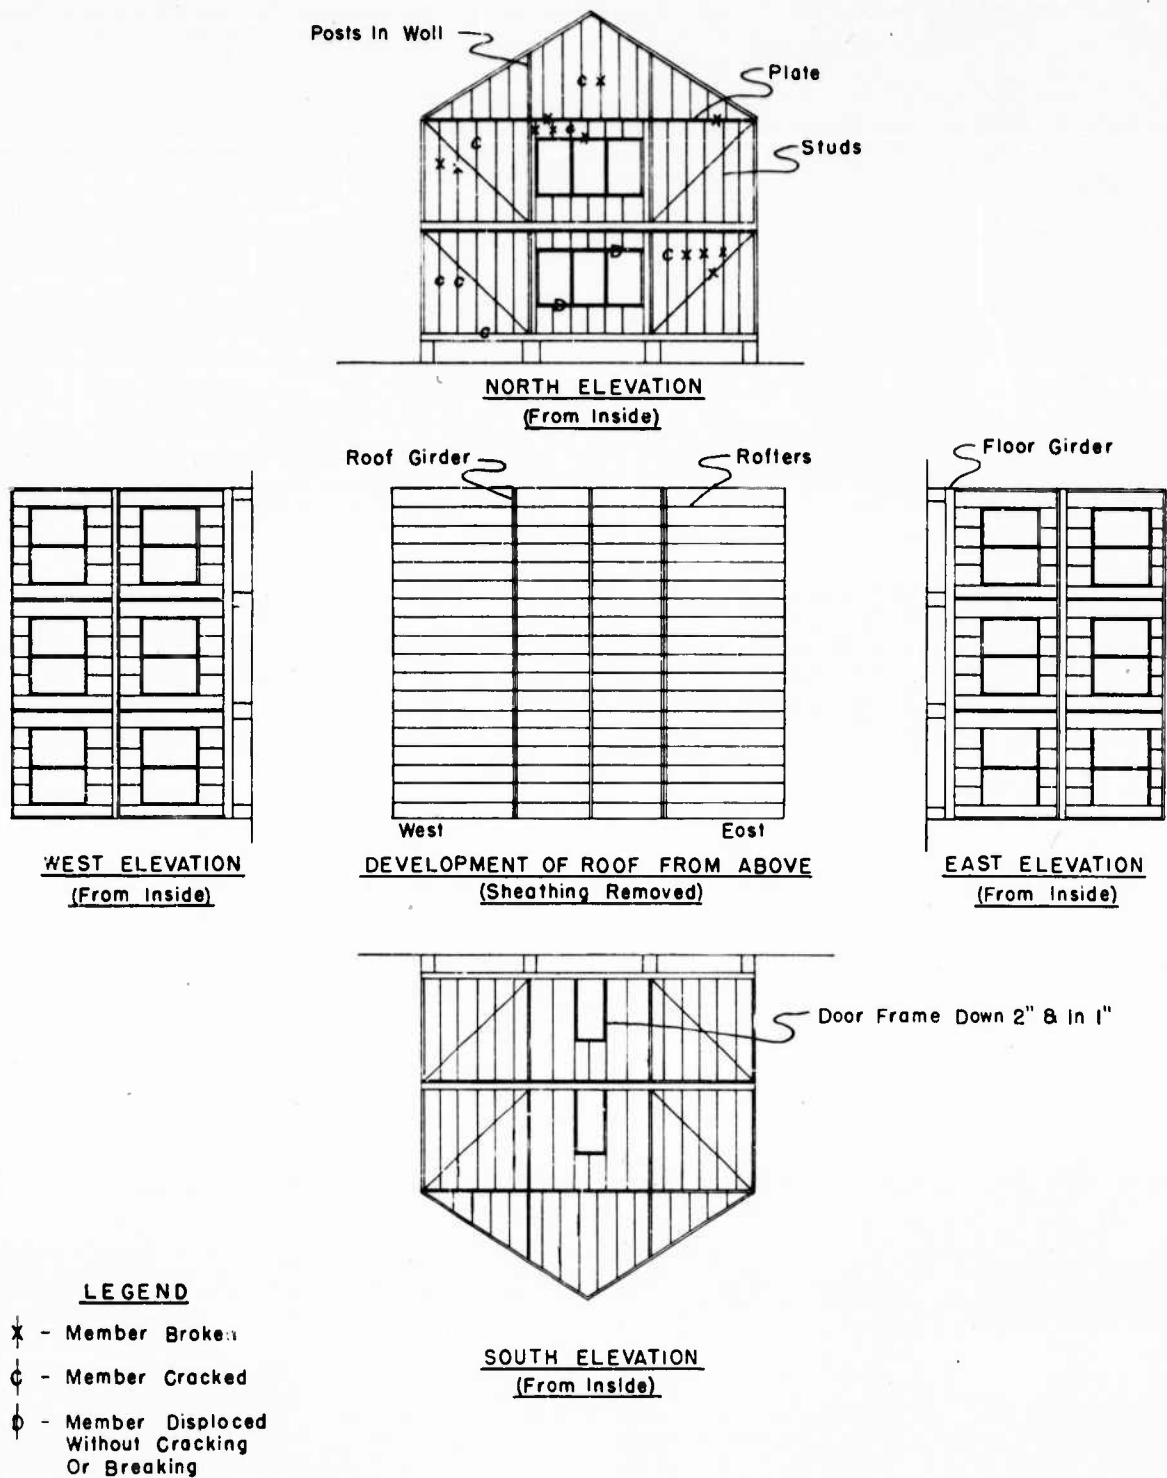 Posts In Wall
Plate
Studs
NORTH ELEVATION
(From Inside)
Roof Girder
Rafters
Floor Girder
West
East
WEST ELEVATION
(From Inside)
DEVELOPMENT OF ROOF FROM ABOVE
(Sheathing Removed)
EAST ELEVATION
(From Inside)
Door Frame Down 2" & In 1"
SOUTH ELEVATION
(From Inside)
LEGEND
X - Member Broken
C - Member Cracked
D - Member Displaced
Without Cracking
Or Breaking